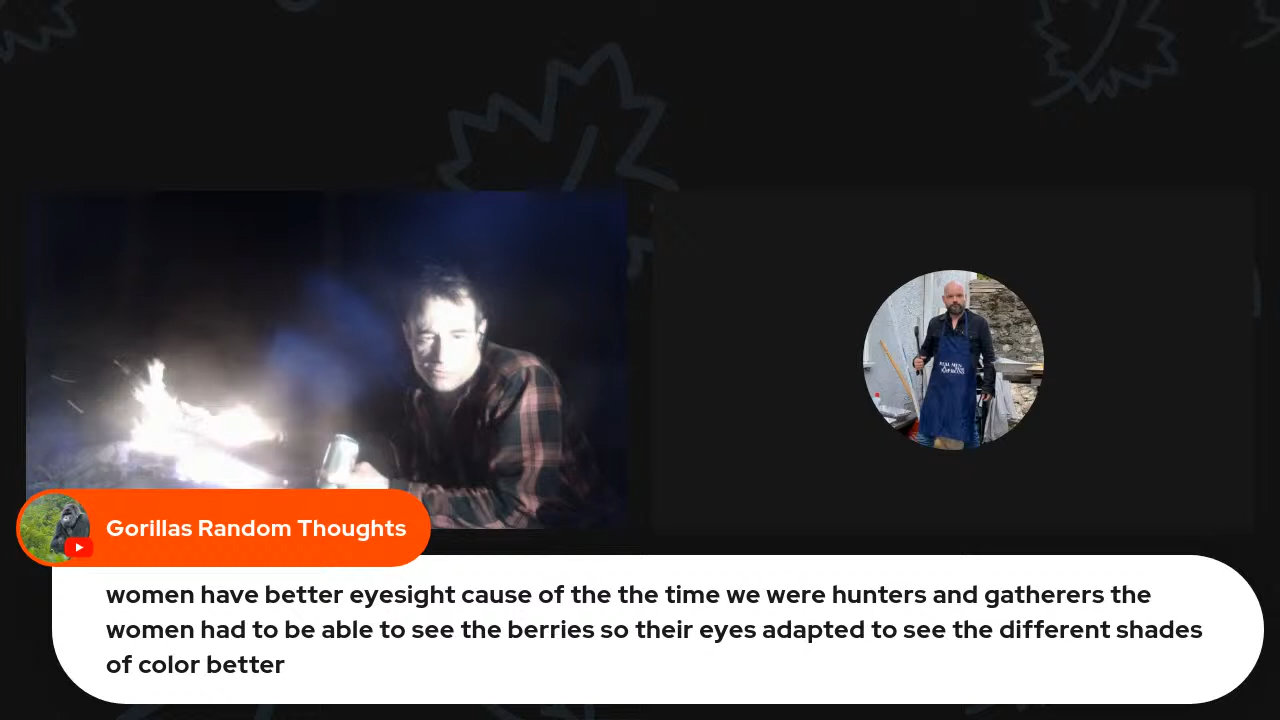 Gorillas Random Thoughts
women have better eyesight cause of the the time we were hunters and gatherers the
women had to be able to see the berries so their eyes adapted to see the different shades
of color better